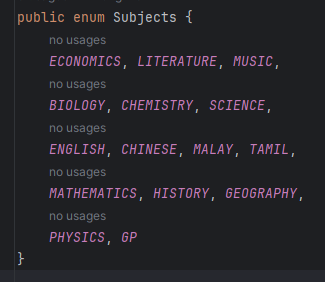 public enum Subjects {
no usages
ECONOMICS, LITERATURE, MUSIC,
no usages
BIOLOGY, CHEMISTRY, SCIENCE,
no usages
ENGLISH, CHINESE, MALAY, TAMIL,
no usages
MATHEMATICS, HISTORY, GEOGRAPHY,
no usages
PHYSICS, GP
}